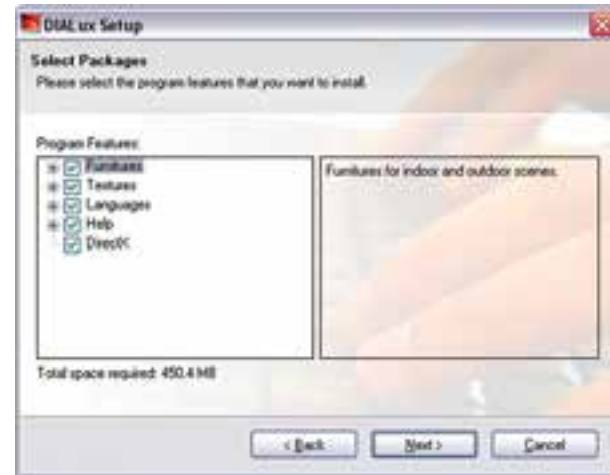 DIALux Setup
Select Packages
Please select the program features that you want to install.
Program Features:
Furnitures
Textures
Languages
Help
DirectX
Furnitures for indoor and outdoor scenes.
Total space required: 450.4 MB
< Back
Next >
Cancel